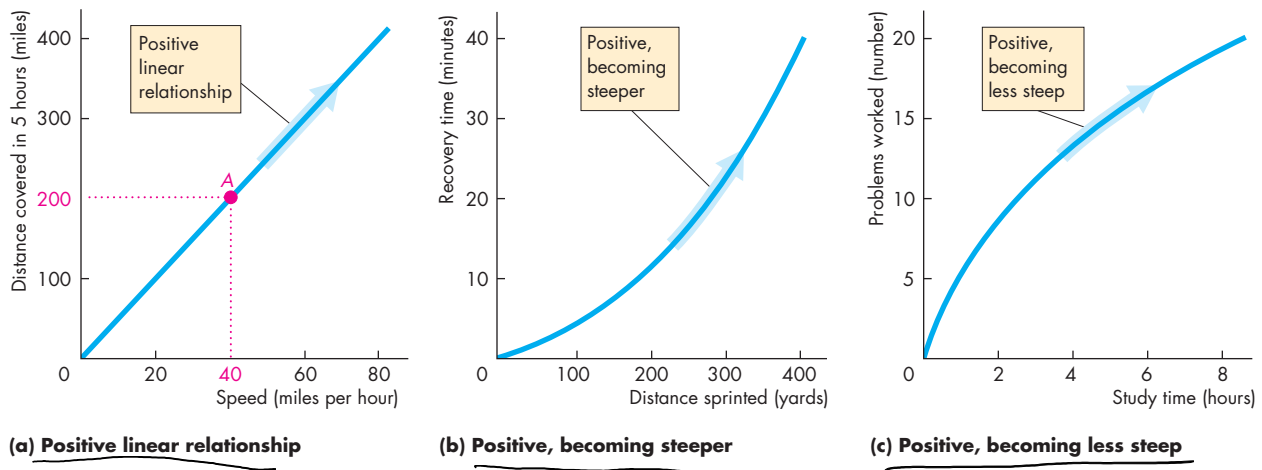 Distance covered in 5 hours (miles)
400
300
200
100
0
20
40
60
80
Speed (miles per hour)
Positive
linear
relationship
A
(a) Positive linear relationship
Recovery time (minutes)
40
30
20
10
0
100
200
300
400
Distance sprinted (yards)
Positive,
becoming
steeper
(b) Positive, becoming steeper
Problems worked (number)
20
15
10
5
0
2
4
6
8
Study time (hours)
Positive,
becoming
less steep
(c) Positive, becoming less steep